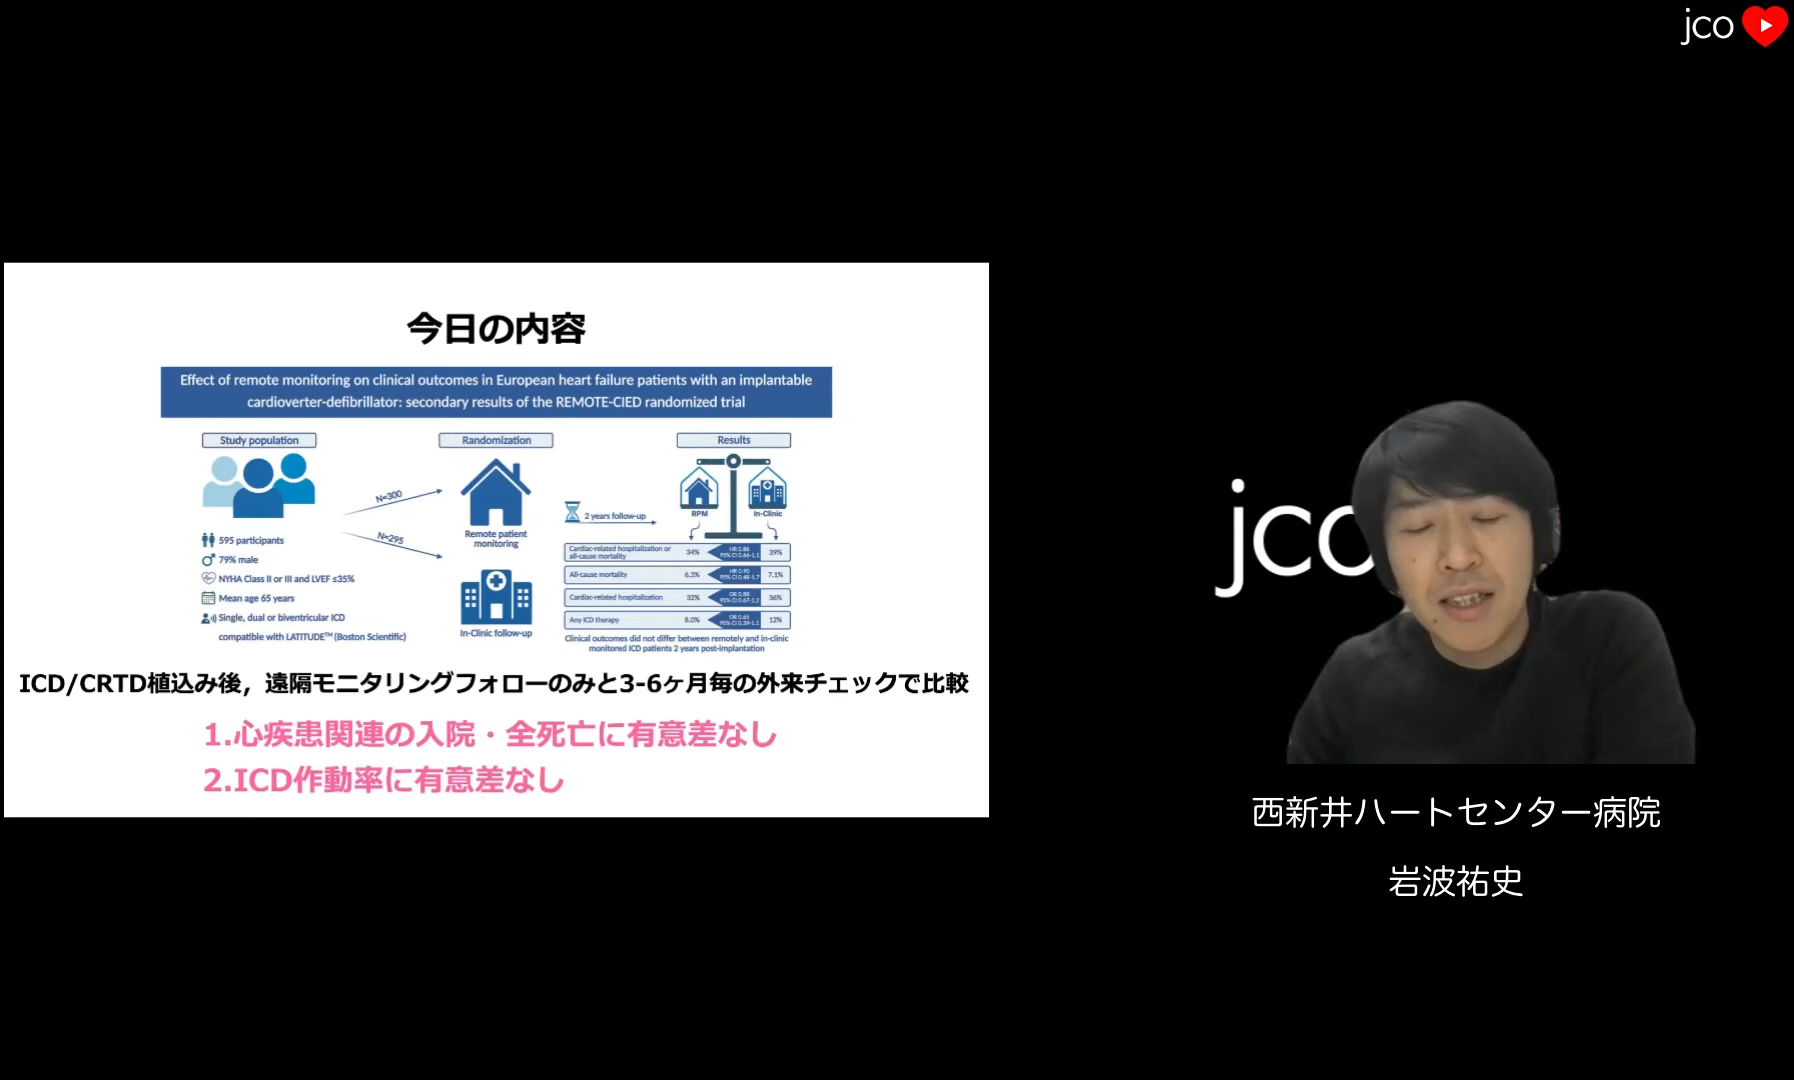 jco
今日の内容
Effect of remote monitoring on clinical outcomes in European heart failure patients with an implantable
cardioverter-defibrillator: secondary results of the REMOTE-CIED randomized trial
Study population
Randomization
Results
N=300
N=295
Remote patient
monitoring
In-Clinic follow-up
595 participants
79% male
NYHA Class II or III and LVEF ≤35%
Mean age 65 years
Single, dual or biventricular ICD
compatible with LATITUDE™ (Boston Scientific)
2 years follow-up
RPM
In-Clinic
Cardiac-related hospitalization or
all-cause mortality
34%
HR 0.86
95% CI 0.66-1.1
39%
All-cause mortality
6.3%
HR 0.90
95% CI 0.48-1.7
7.1%
Cardiac-related hospitalization
32%
OR 0.88
95% CI 0.67-1.2
36%
Any ICD therapy
8.0%
OR 0.65
95% CI 0.39-1.1
12%
Clinical outcomes did not differ between remotely and in-clinic
monitored ICD patients 2 years post-implantation
ICD/CRTD植込み後，遠隔モニタリングフォローのみと3-6ヶ月毎の外来チェックで比較
1.心疾患関連の入院・全死亡に有意差なし
2.ICD作動率に有意差なし
jco
西新井ハートセンター病院
岩波祐史